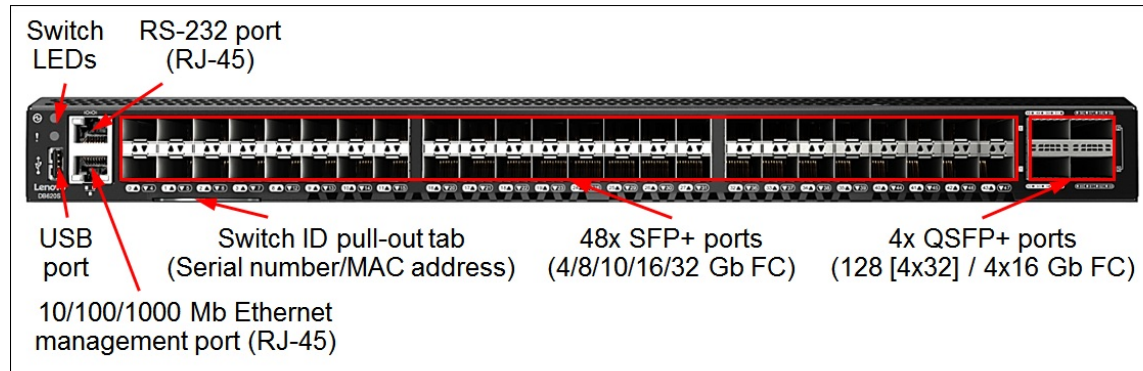 Switch
LEDs
RS-232 port
(RJ-45)
Lenovo
USB
port
Switch ID pull-out tab
(Serial number/MAC address)
48x SFP+ ports
(4/8/10/16/32 Gb FC)
4x QSFP+ ports
(128 [4x32] / 4x16 Gb FC)
10/100/1000 Mb Ethernet
management port (RJ-45)